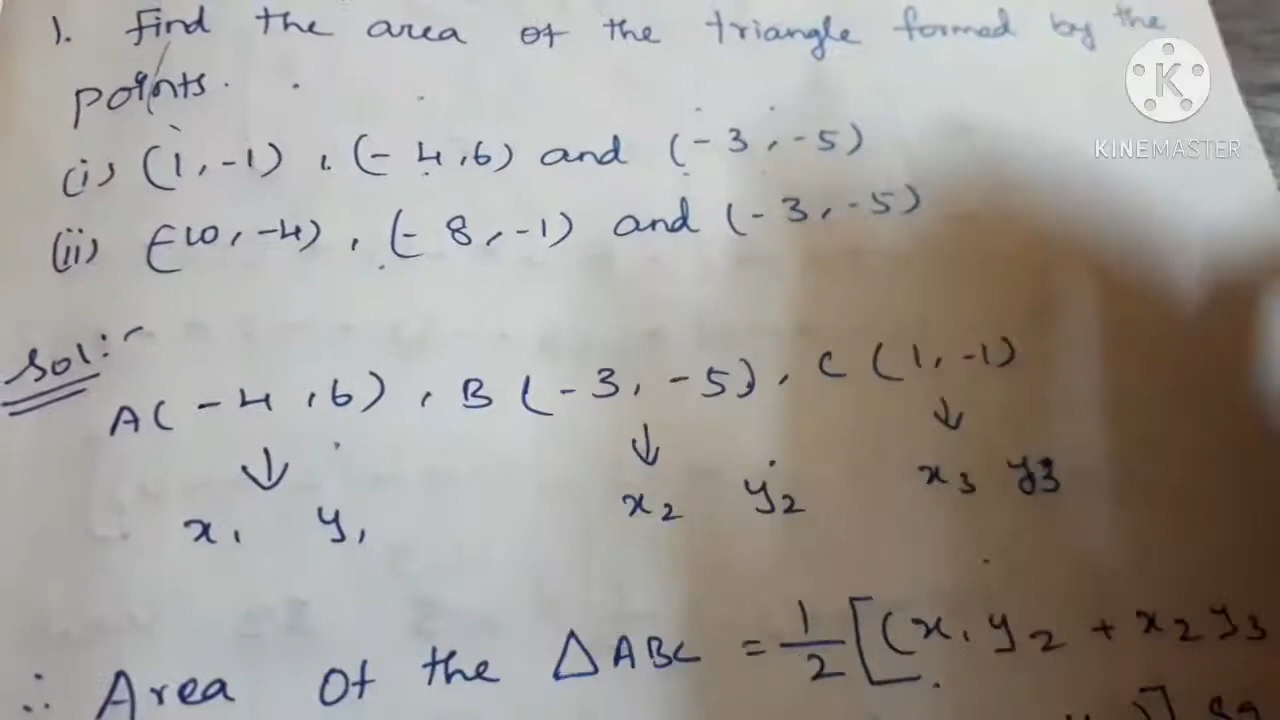 1. Find the area of the triangle formed by the
points.
(i) (1, -1), (-4, 6) and (-3, -5)
(ii) (-10, -4), (-8, -1) and (-3, -5)
K
KINEMASTER
Sol:-
A(-4, 6), B(-3, -5), C(1, -1)
↓ ↓ ↓
x₁ y₁ x₂ y₂ x₃ y₃
∴ Area of the △ABC = 1/2 [(x₁y₂ + x₂y₃
)] sq